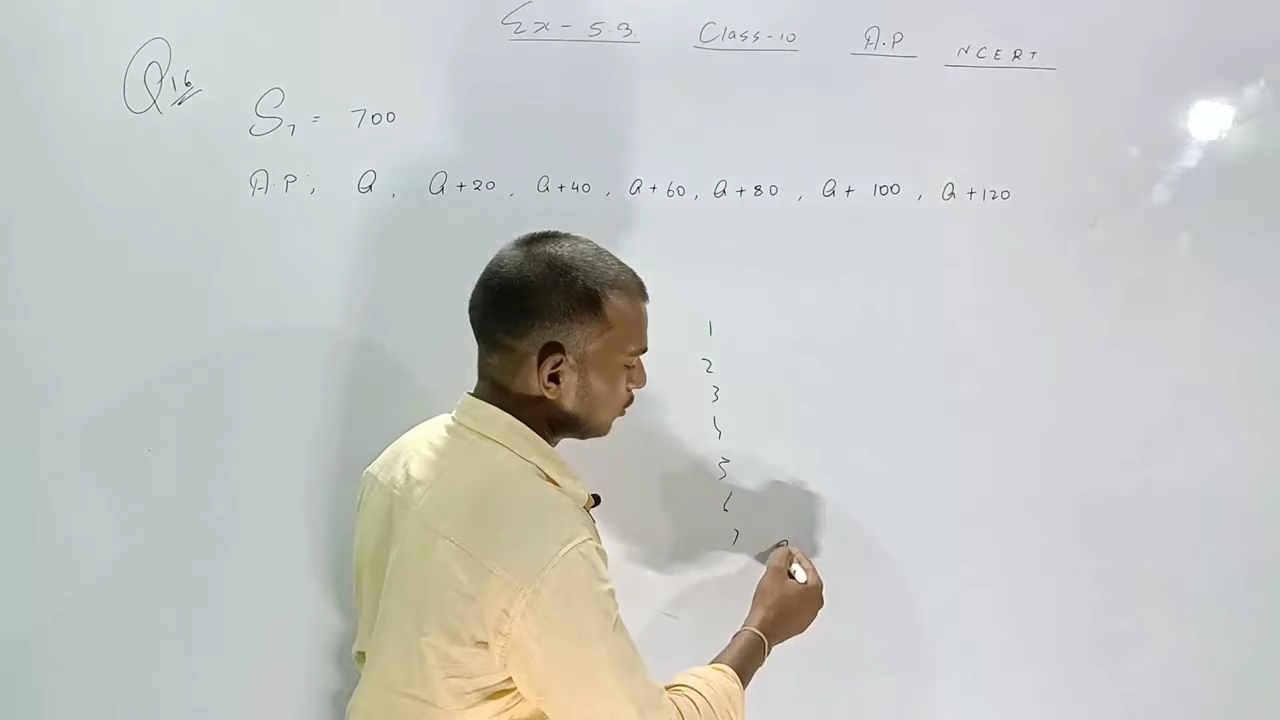 Ex - 5.3. Class-10 A.P NCERT
Q16
S7 = 700
A.P; a, a+20, a+40, a+60, a+80, a+ 100, a+120
1
2
3
4
5
6
7